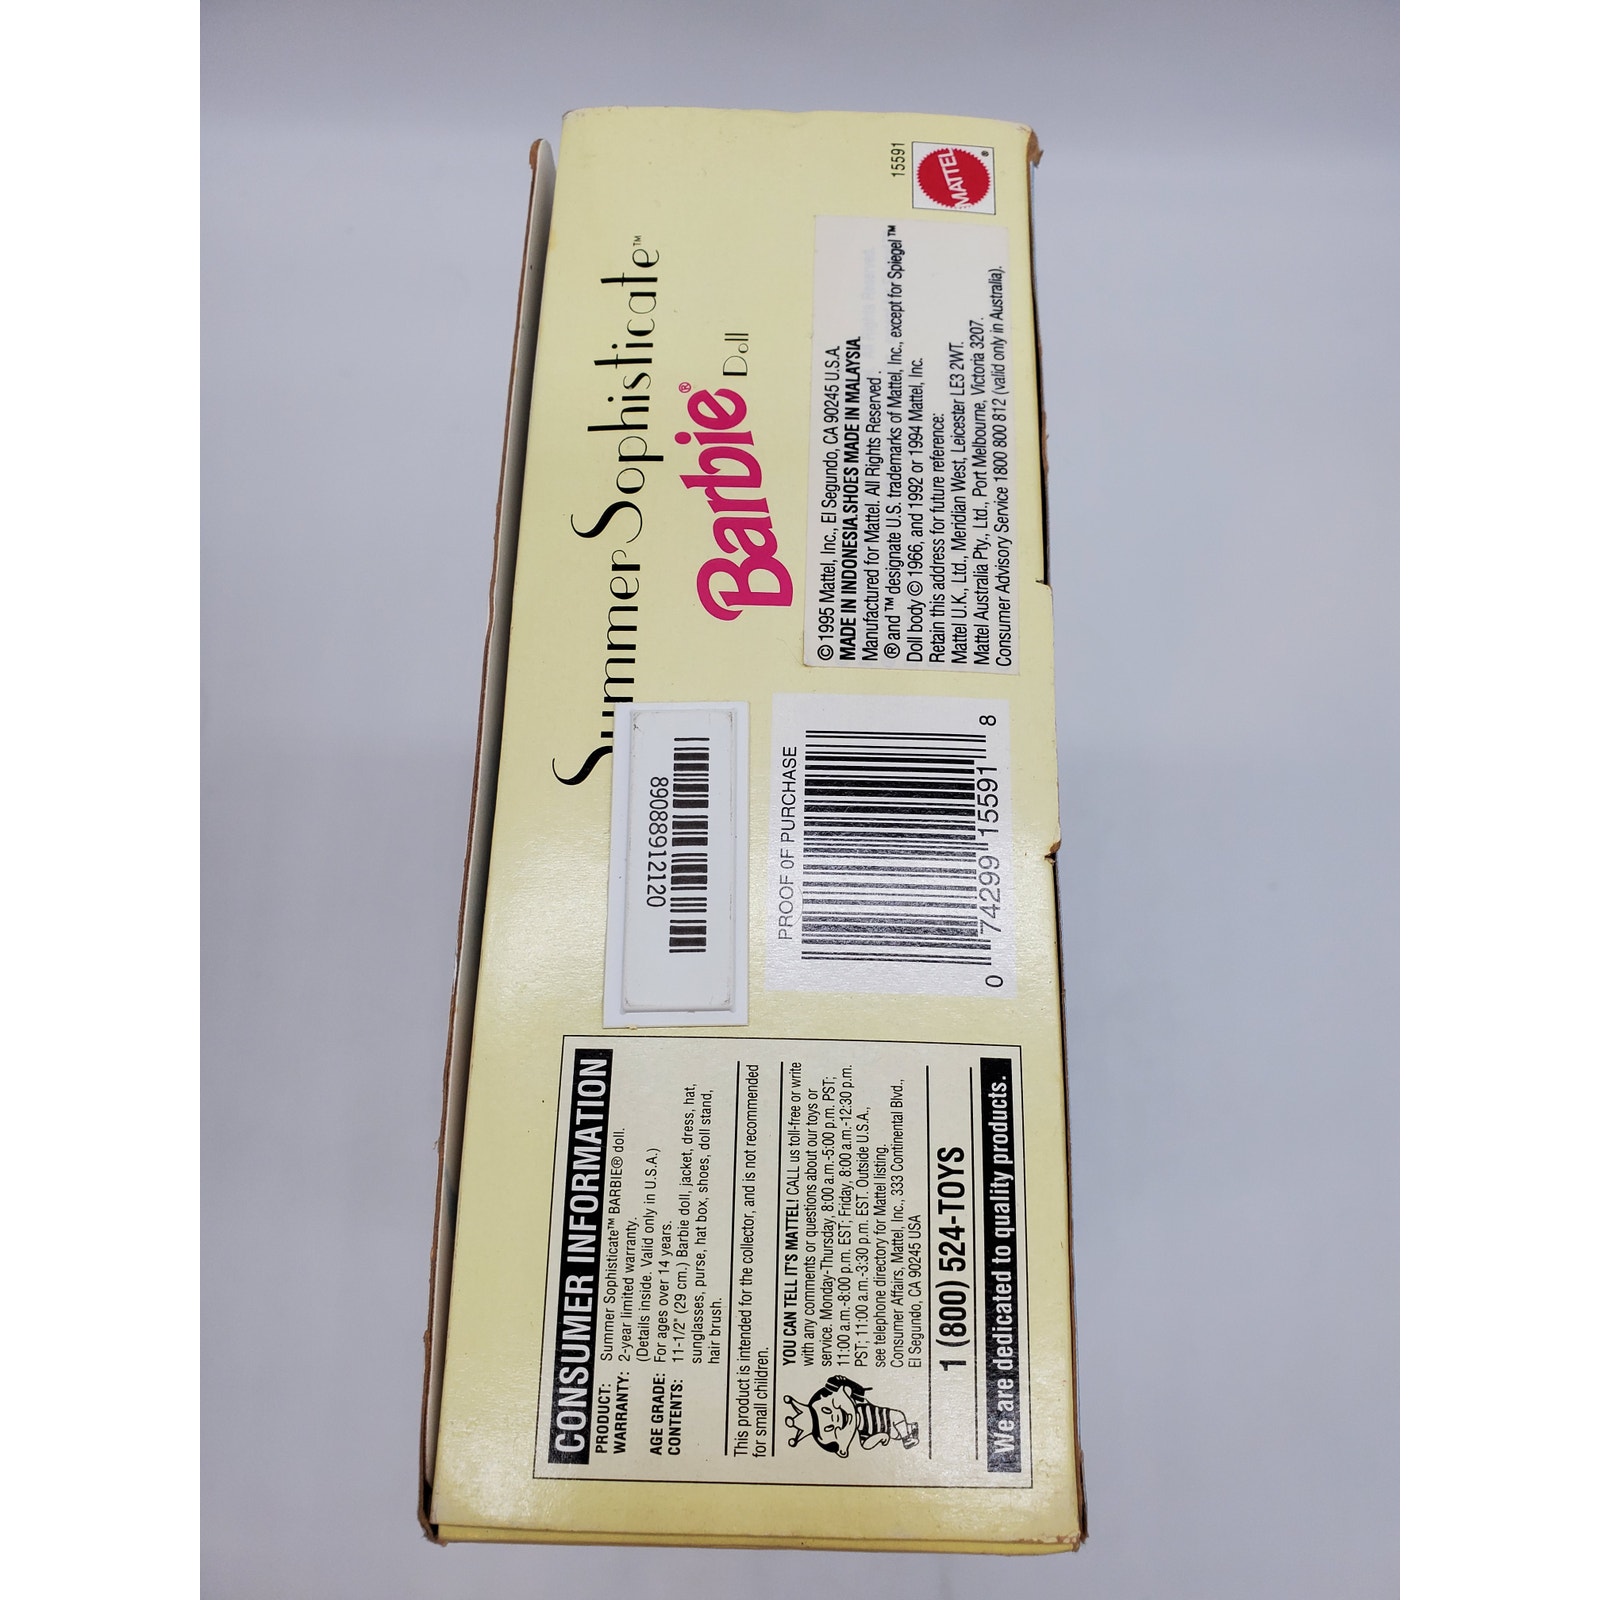 CONSUMER INFORMATION
PRODUCT: Summer Sophisticate™ BARBIE® doll.
WARRANTY: 2-year limited warranty.
(Details inside. Valid only in U.S.A.)
AGE GRADE: For ages over 14 years.
CONTENTS: 11-1/2" (29 cm.) Barbie doll, jacket, dress, hat,
sunglasses, purse, hat box, shoes, doll stand,
hair brush.
This product is intended for the collector, and is not recommended
for small children.
YOU CAN TELL IT'S MATTEL! CALL us toll-free or write
with any comments or questions about our toys or
service. Monday-Thursday, 8:00 a.m.-5:00 p.m. PST;
11:00 a.m.-8:00 p.m. EST; Friday, 8:00 a.m.-12:30 p.m.
PST; 11:00 a.m.-3:30 p.m. EST. Outside U.S.A.,
see telephone directory for Mattel listing.
Consumer Affairs, Mattel, Inc., 333 Continental Blvd.,
El Segundo, CA 90245 USA
1 (800) 524-TOYS
We are dedicated to quality products.
89088912120
PROOF OF PURCHASE
0 74299 15591 8
Summer Sophisticate™
Barbie® Doll
© 1995 Mattel, Inc., El Segundo, CA 90245 U.S.A.
MADE IN INDONESIA.SHOES MADE IN MALAYSIA
Manufactured for Mattel. All Rights Reserved.
® and ™ designate U.S. trademarks of Mattel, Inc., except for Spiegel™
Doll body © 1966, and 1992 or 1994 Mattel, Inc.
Retain this address for future reference:
Mattel U.K., Ltd., Meridian West, Leicester LE3 2WT.
Mattel Australia Pty., Ltd., Port Melbourne, Victoria 3207.
Consumer Advisory Service 1800 800 812 (valid only in Australia).
15591
MATTEL®